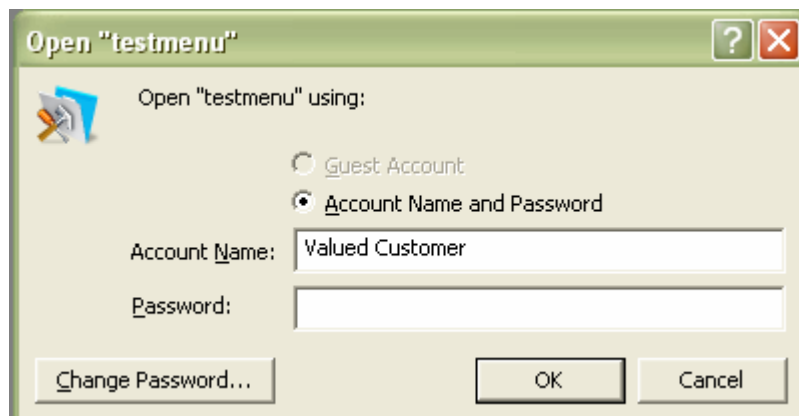 Open "testmenu"
Open "testmenu" using:
Guest Account
Account Name and Password
Account Name: Valued Customer
Password:
Change Password... OK Cancel